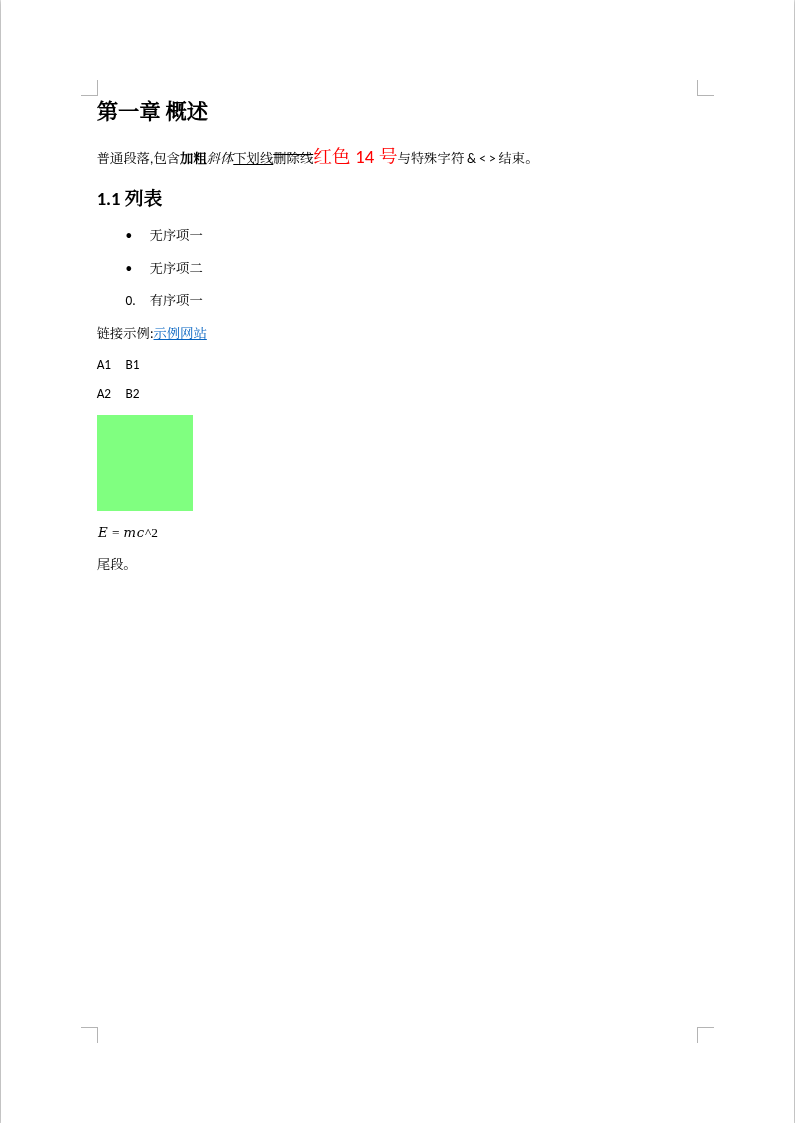 第一章 概述
普通段落,包含加粗斜体下划线删除线红色 14 号与特殊字符 & < > 结束。
1.1 列表
• 无序项一
• 无序项二
0. 有序项一
链接示例:示例网站
A1 B1
A2 B2
E = mc^2
尾段。